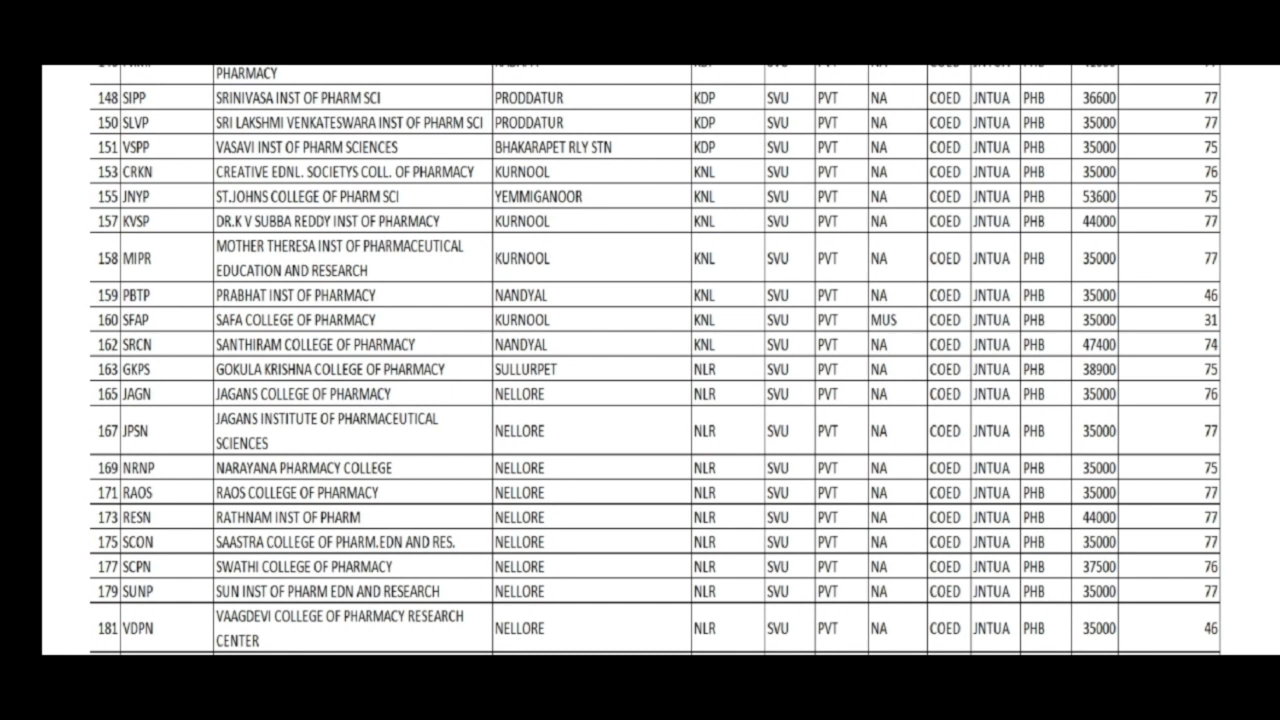 PHARMACY
148 SIPP SRINIVASA INST OF PHARM SCI PRODDATUR KDP SVU PVT NA COED JNTUA PHB 36600 77
150 SLVP SRI LAKSHMI VENKATESWARA INST OF PHARM SCI PRODDATUR KDP SVU PVT NA COED JNTUA PHB 35000 77
151 VSPP VASAVI INST OF PHARM SCIENCES BHAKARAPET RLY STN KDP SVU PVT NA COED JNTUA PHB 35000 75
153 CRKN CREATIVE EDNL. SOCIETYS COLL. OF PHARMACY KURNOOL KNL SVU PVT NA COED JNTUA PHB 35000 76
155 JNYP ST.JOHNS COLLEGE OF PHARM SCI YEMMIGANOOR KNL SVU PVT NA COED JNTUA PHB 53600 75
157 KVSP DR.K V SUBBA REDDY INST OF PHARMACY KURNOOL KNL SVU PVT NA COED JNTUA PHB 44000 77
MOTHER THERESA INST OF PHARMACEUTICAL
158 MIPR KURNOOL KNL SVU PVT NA COED JNTUA PHB 35000 77
EDUCATION AND RESEARCH
159 PBTP PRABHAT INST OF PHARMACY NANDYAL KNL SVU PVT NA COED JNTUA PHB 35000 46
160 SFAP SAFA COLLEGE OF PHARMACY KURNOOL KNL SVU PVT MUS COED JNTUA PHB 35000 31
162 SRCN SANTHIRAM COLLEGE OF PHARMACY NANDYAL KNL SVU PVT NA COED JNTUA PHB 47400 74
163 GKPS GOKULA KRISHNA COLLEGE OF PHARMACY SULLURPET NLR SVU PVT NA COED JNTUA PHB 38900 75
165 JAGN JAGANS COLLEGE OF PHARMACY NELLORE NLR SVU PVT NA COED JNTUA PHB 35000 76
JAGANS INSTITUTE OF PHARMACEUTICAL
167 JPSN NELLORE NLR SVU PVT NA COED JNTUA PHB 35000 77
SCIENCES
169 NRNP NARAYANA PHARMACY COLLEGE NELLORE NLR SVU PVT NA COED JNTUA PHB 35000 75
171 RAOS RAOS COLLEGE OF PHARMACY NELLORE NLR SVU PVT NA COED JNTUA PHB 35000 77
173 RESN RATHNAM INST OF PHARM NELLORE NLR SVU PVT NA COED JNTUA PHB 44000 77
175 SCON SAASTRA COLLEGE OF PHARM.EDN AND RES. NELLORE NLR SVU PVT NA COED JNTUA PHB 35000 77
177 SCPN SWATHI COLLEGE OF PHARMACY NELLORE NLR SVU PVT NA COED JNTUA PHB 37500 76
179 SUNP SUN INST OF PHARM EDN AND RESEARCH NELLORE NLR SVU PVT NA COED JNTUA PHB 35000 77
VAAGDEVI COLLEGE OF PHARMACY RESEARCH
181 VDPN NELLORE NLR SVU PVT NA COED JNTUA PHB 35000 46
CENTER